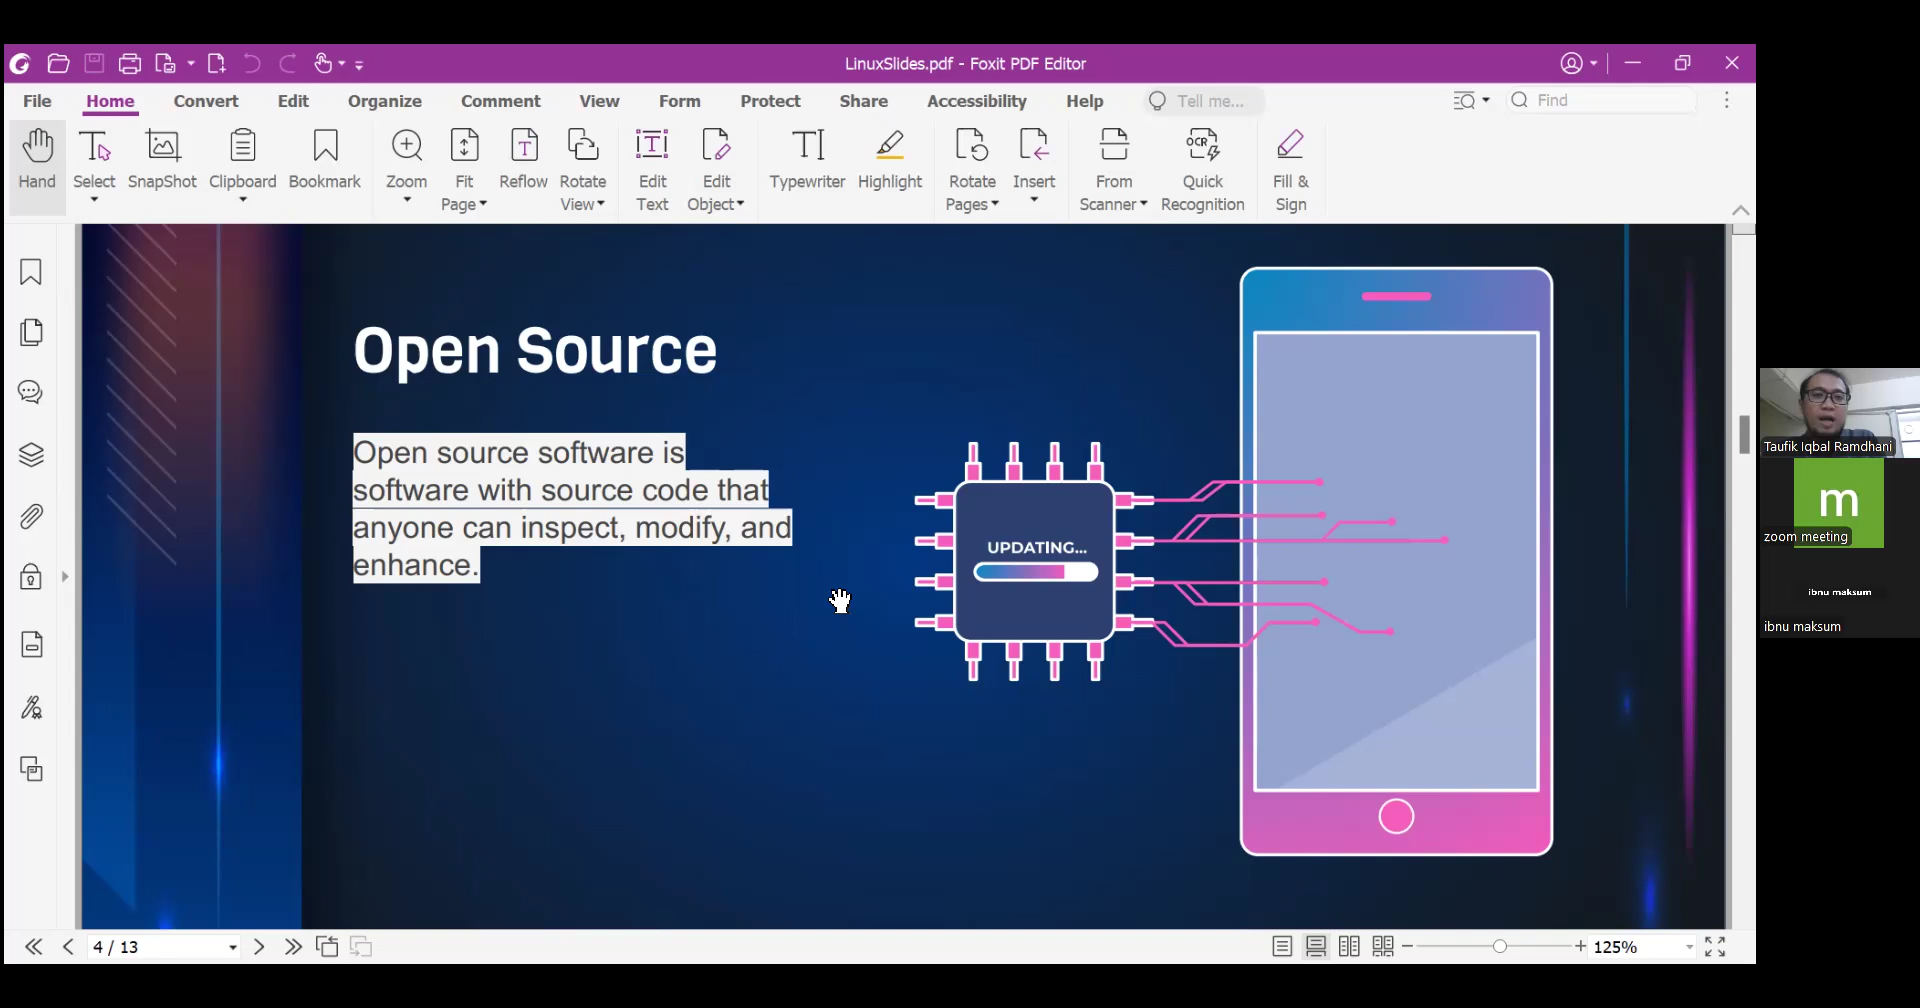 LinuxSlides.pdf - Foxit PDF Editor
File Home Convert Edit Organize Comment View Form Protect Share Accessibility Help Tell me... Find
Hand
Select
SnapShot
Clipboard
Bookmark
Zoom
Fit
Page
Reflow
Rotate
View
Edit
Text
Edit
Object
Typewriter
Highlight
Rotate
Pages
Insert
From
Scanner
OCR
Quick
Recognition
Fill &
Sign
Open Source
Open source software is
software with source code that
anyone can inspect, modify, and
enhance.
UPDATING...
Taufik Iqbal Ramdhani
m
zoom meeting
ibnu maksum
ibnu maksum
4 / 13
125%